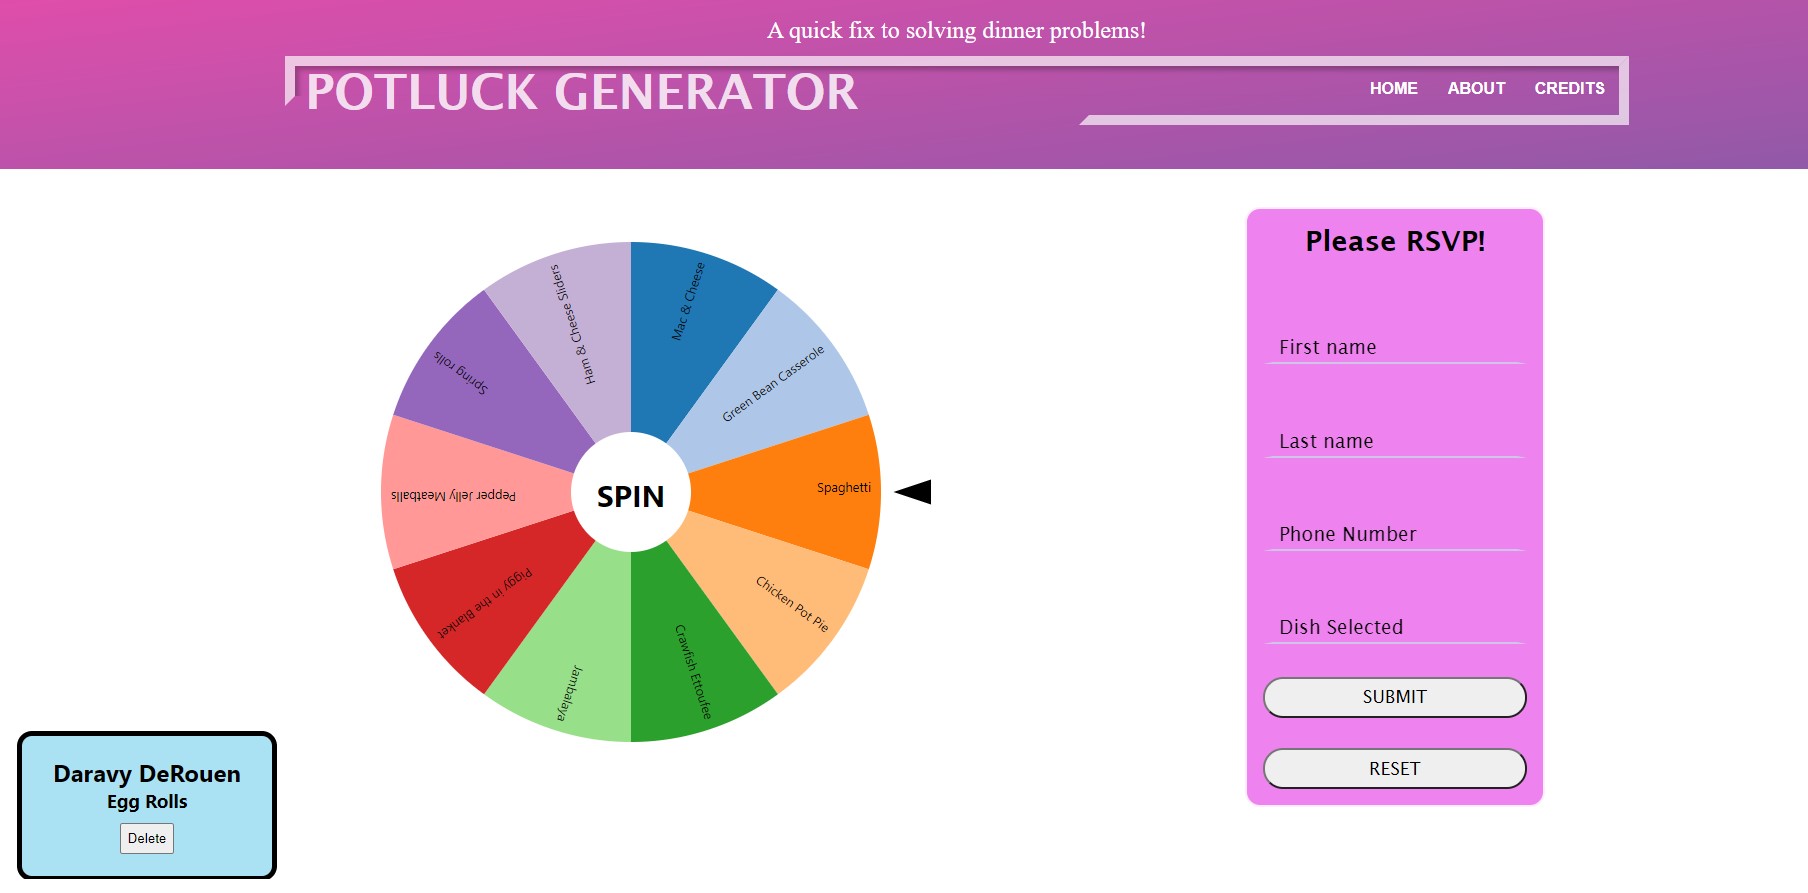 A quick fix to solving dinner problems!
POTLUCK GENERATOR
HOME ABOUT CREDITS
Mac & Cheese
Green Bean Casserole
Spaghetti
Chicken Pot Pie
Crawfish Ettoufee
Jambalaya
Piggy in the Blanket
Pepper Jelly Meatballs
Spring rolls
Ham & Cheese Sliders
SPIN
Please RSVP!
First name
Last name
Phone Number
Dish Selected
SUBMIT
RESET
Daravy DeRouen
Egg Rolls
Delete